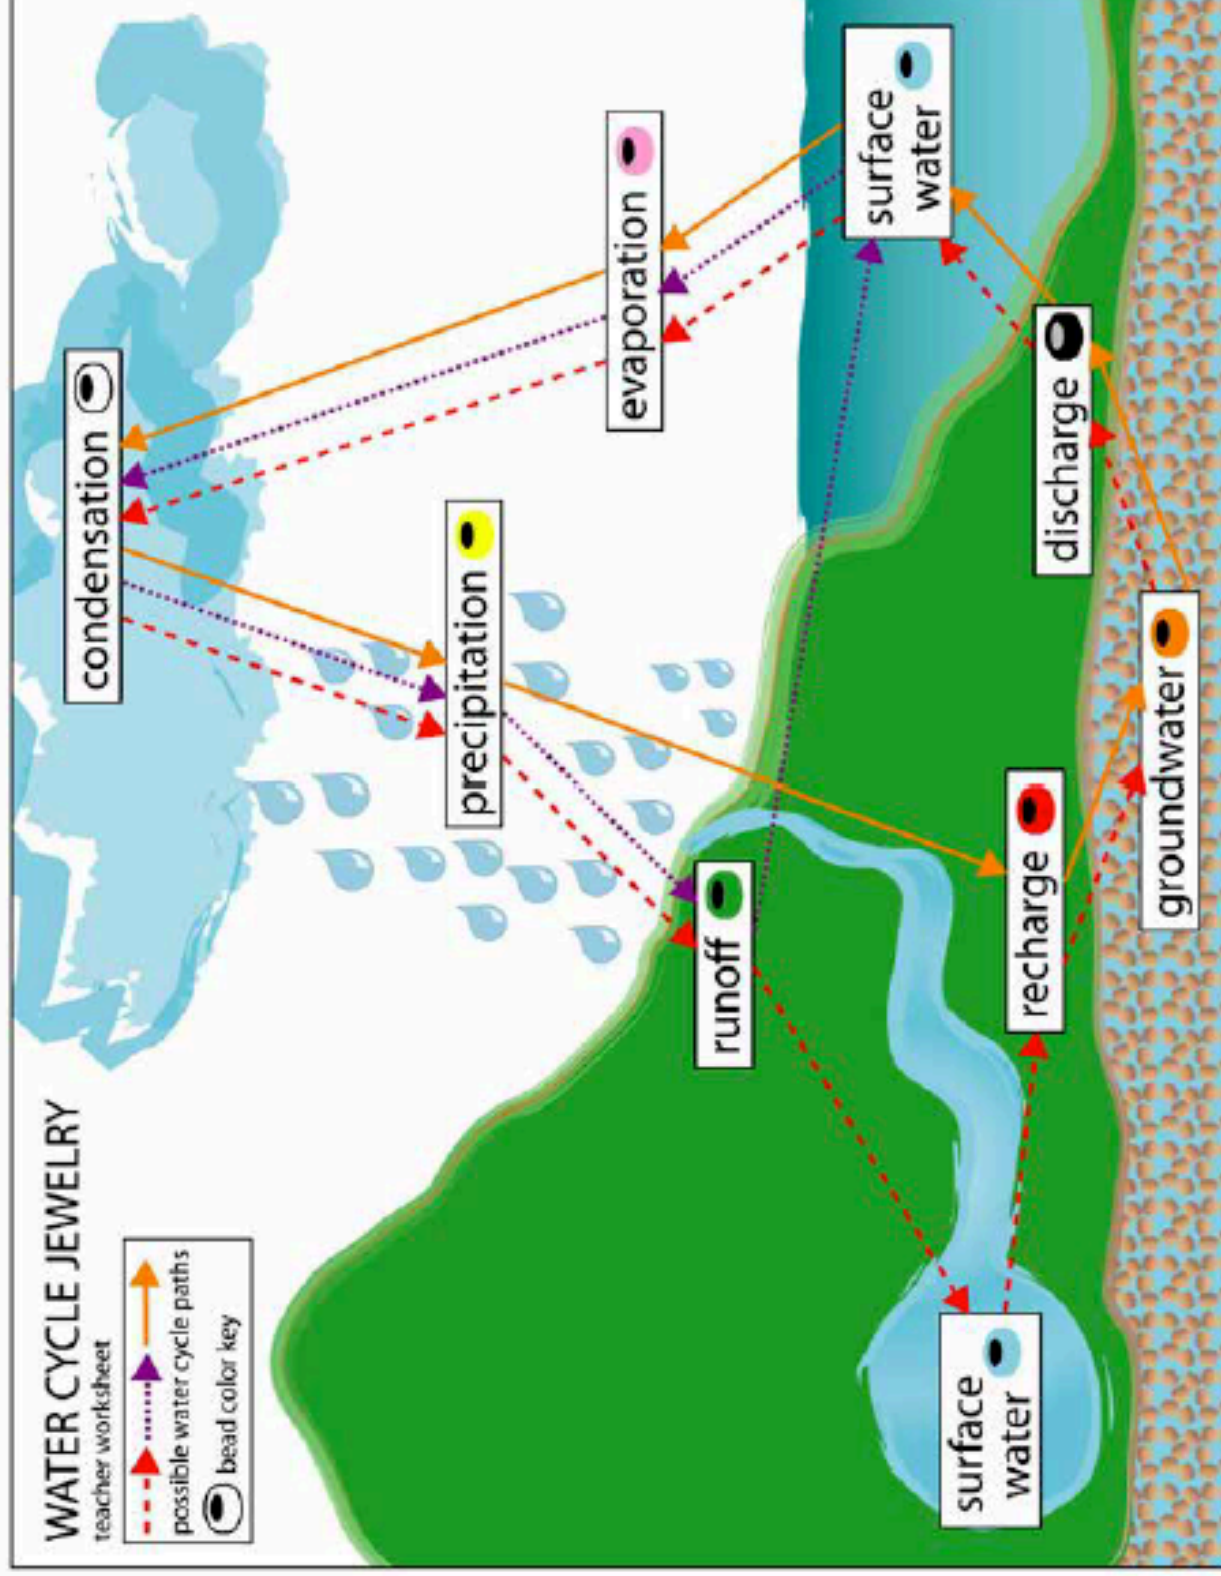 WATER CYCLE JEWELRY
teacher worksheet
possible water cycle paths
bead color key
condensation
precipitation
evaporation
runoff
surface
water
surface
water
recharge
discharge
groundwater